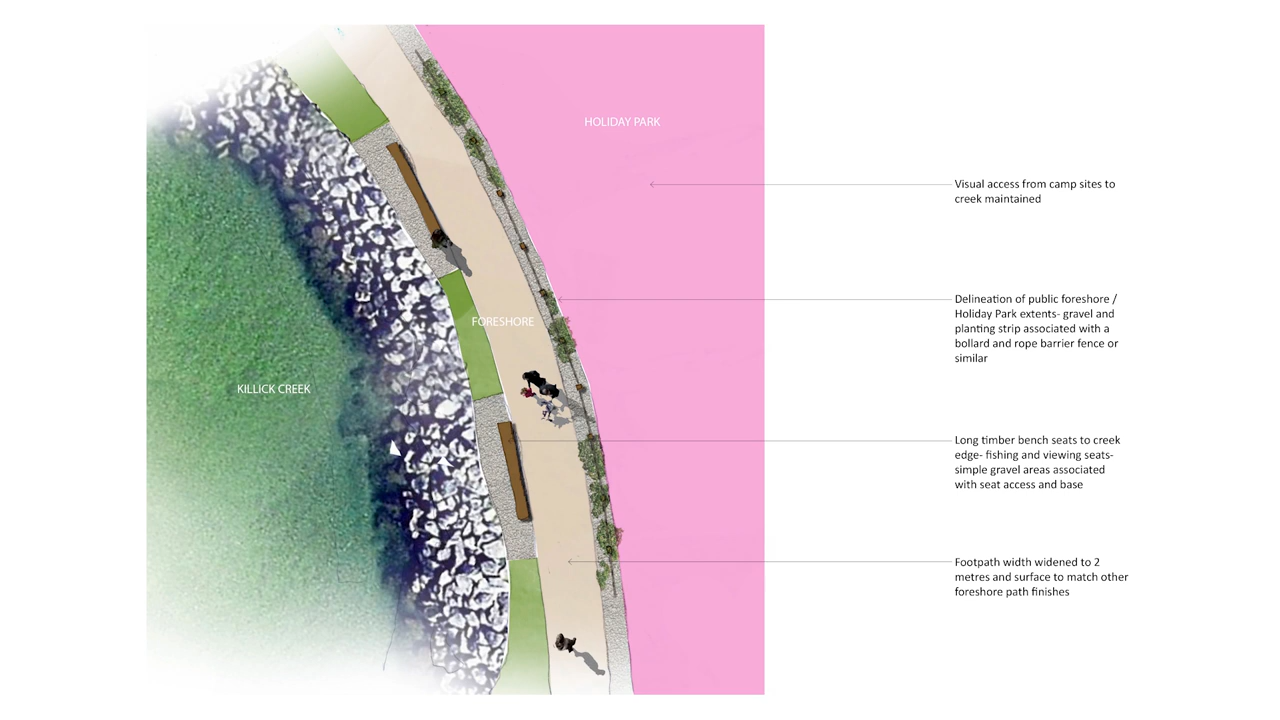 HOLIDAY PARK
Visual access from camp sites to
creek maintained
Delineation of public foreshore /
Holiday Park extents- gravel and
planting strip associated with a
bollard and rope barrier fence or
similar
FORESHORE
KILLICK CREEK
Long timber bench seats to creek
edge- fishing and viewing seats-
simple gravel areas associated
with seat access and base
Footpath width widened to 2
metres and surface to match other
foreshore path finishes